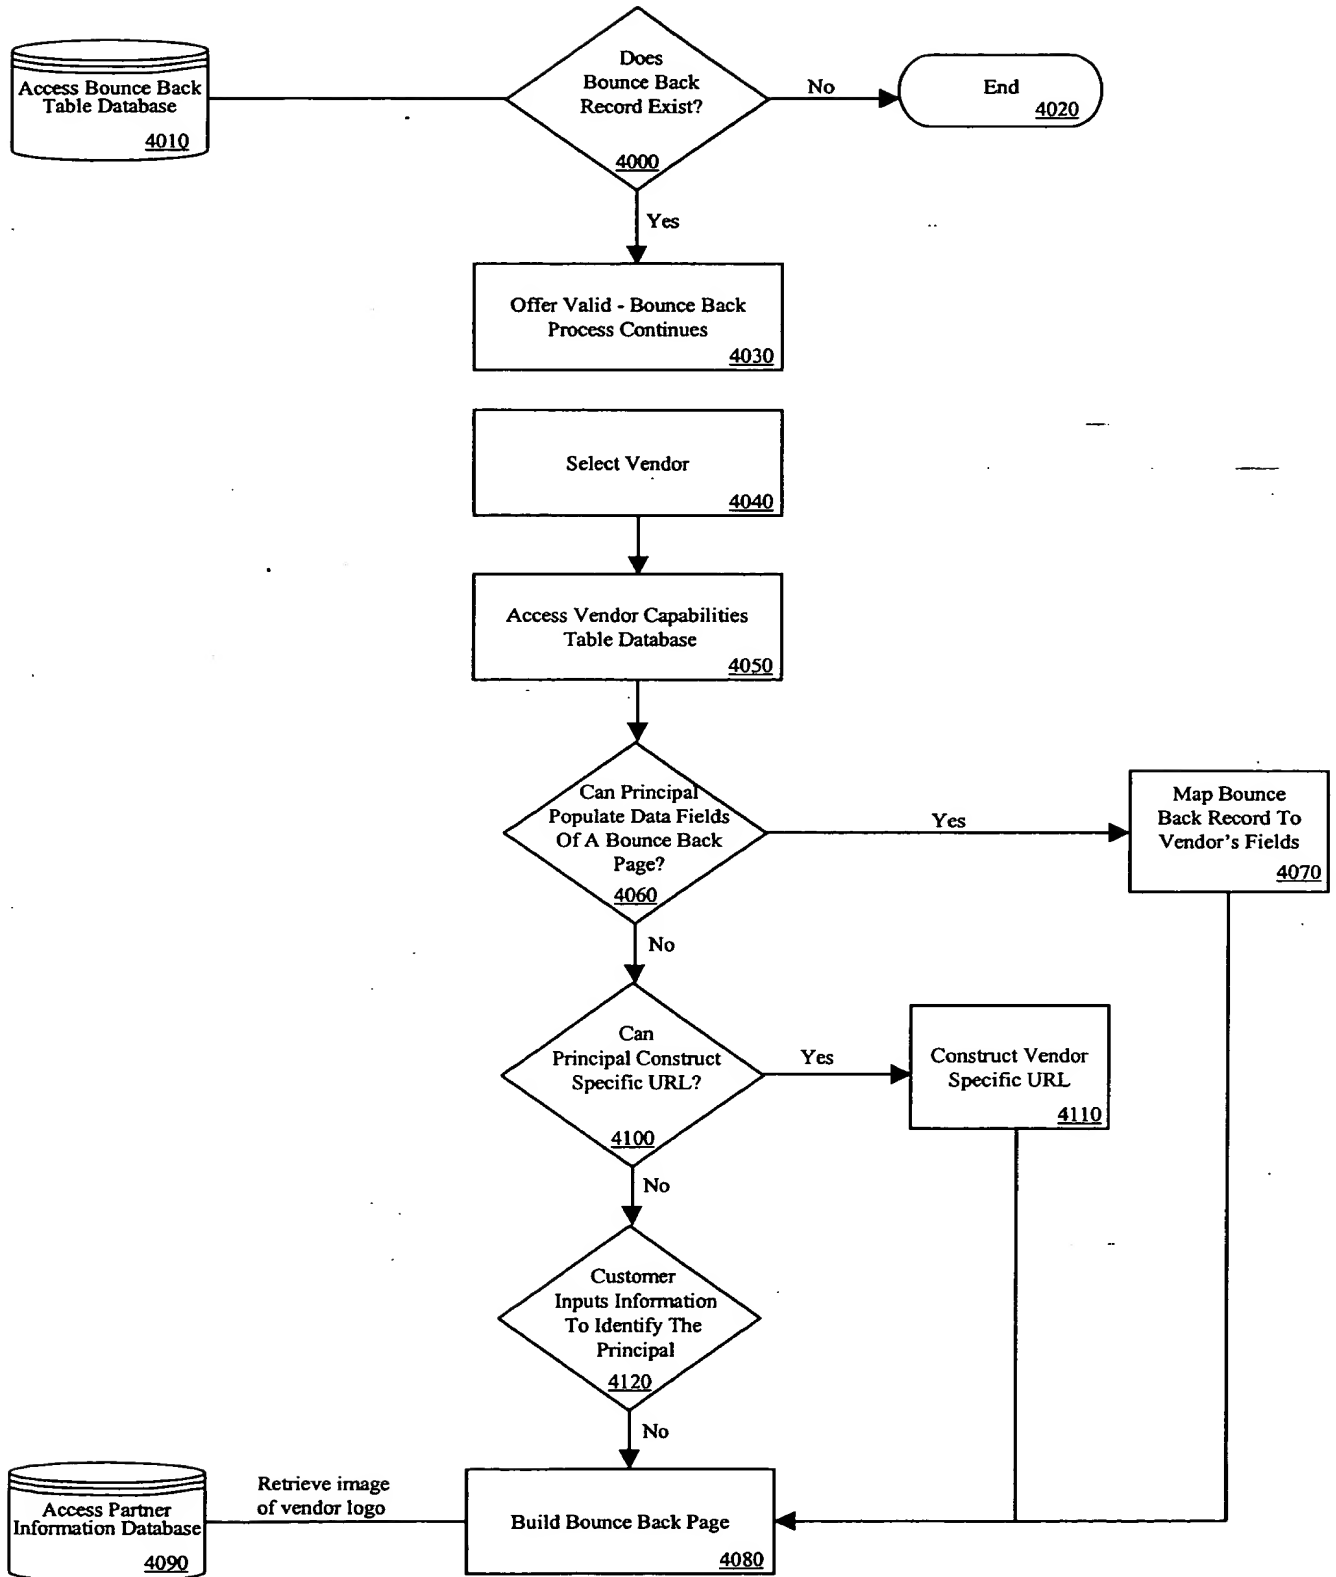 Access Bounce Back
Table Database
4010
Does
Bounce Back
Record Exist?
4000
No
End
4020
Yes
Offer Valid - Bounce Back
Process Continues
4030
Select Vendor
4040
Access Vendor Capabilities
Table Database
4050
Can Principal
Populate Data Fields
Of A Bounce Back
Page?
4060
Yes
Map Bounce
Back Record To
Vendor's Fields
4070
No
Can
Principal Construct
Specific URL?
4100
Yes
Construct Vendor
Specific URL
4110
No
Customer
Inputs Information
To Identify The
Principal
4120
No
Access Partner
Information Database
4090
Retrieve image
of vendor logo
Build Bounce Back Page
4080